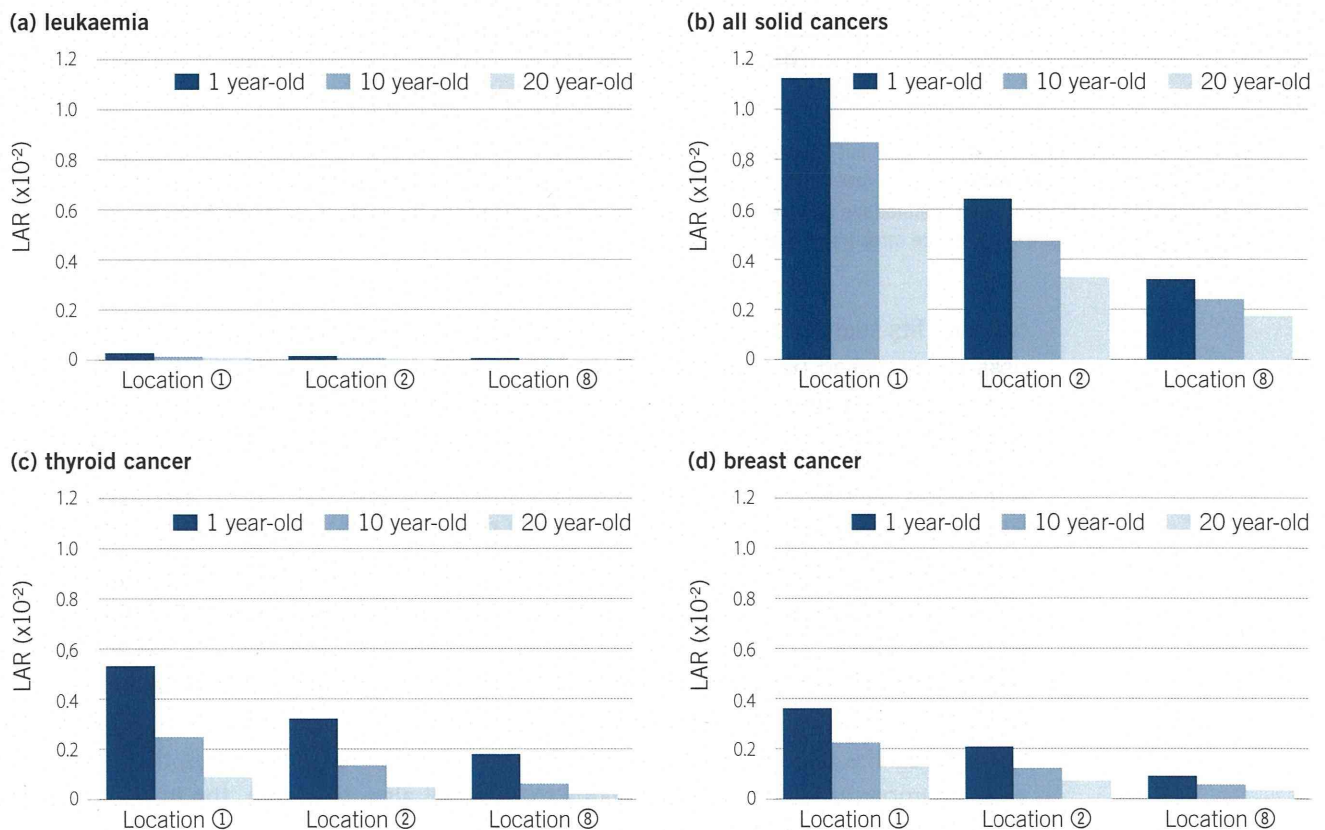 (a) leukaemia
1.2
1 year-old 10 year-old 20 year-old
1.0
0.8
0.6
0.4
0.2
0
LAR (x10⁻²)
Location ① Location ② Location ⑧
(b) all solid cancers
1.2
1 year-old 10 year-old 20 year-old
1.0
0.8
0.6
0.4
0.2
0
LAR (x10⁻²)
Location ① Location ② Location ⑧
(c) thyroid cancer
1.2
1 year-old 10 year-old 20 year-old
1.0
0.8
0,6
0.4
0.2
0
LAR (x10⁻²)
Location ① Location ② Location ⑧
(d) breast cancer
1.2
1 year-old 10 year-old 20 year-old
1.0
0.8
0.6
0.4
0.2
0
LAR (x10⁻²)
Location ① Location ② Location ⑧